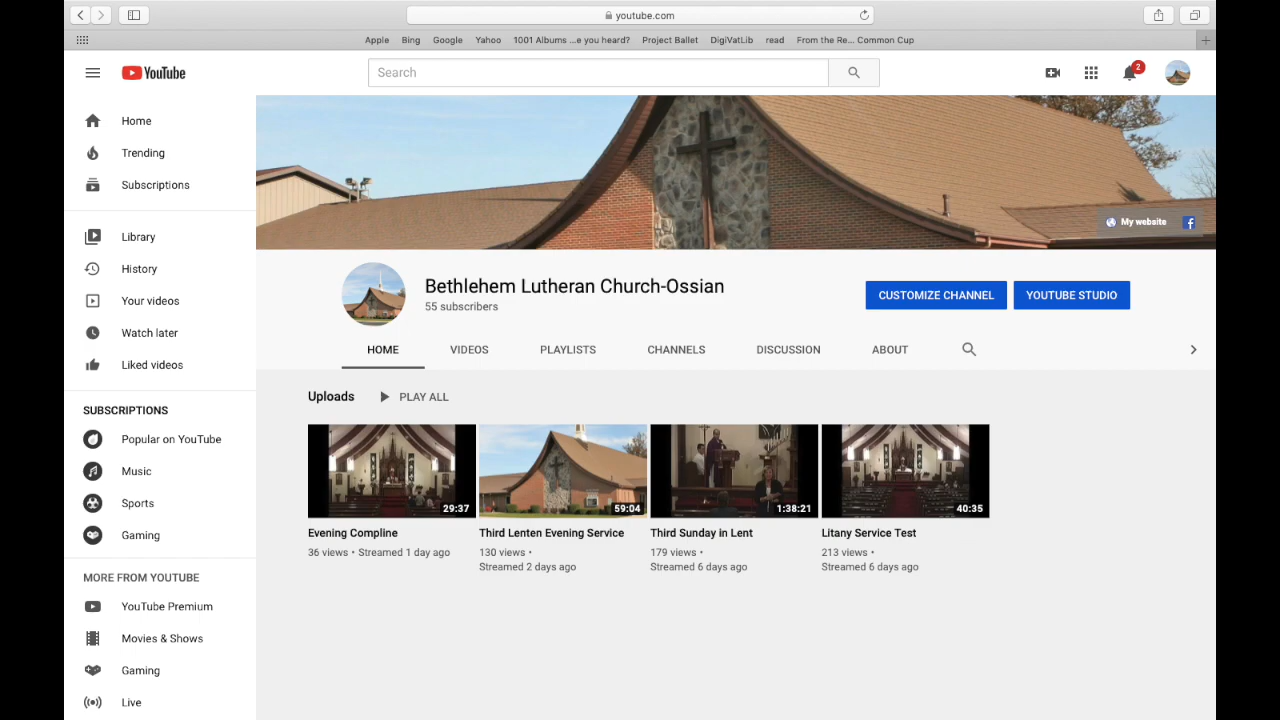 youtube.com
Apple Bing Google Yahoo 1001 Albums ...e you heard? Project Ballet DigiVatLib read From the Re... Common Cup
YouTube
Search
2
Home
Trending
Subscriptions
Library
History
Your videos
Watch later
Liked videos
SUBSCRIPTIONS
Popular on YouTube
Music
Sports
Gaming
MORE FROM YOUTUBE
YouTube Premium
Movies & Shows
Gaming
Live
My website f
Bethlehem Lutheran Church-Ossian
55 subscribers
CUSTOMIZE CHANNEL YOUTUBE STUDIO
HOME VIDEOS PLAYLISTS CHANNELS DISCUSSION ABOUT
Uploads PLAY ALL
29:37
Evening Compline
36 views • Streamed 1 day ago
59:04
Third Lenten Evening Service
130 views •
Streamed 2 days ago
1:38:21
Third Sunday in Lent
179 views •
Streamed 6 days ago
40:35
Litany Service Test
213 views •
Streamed 6 days ago